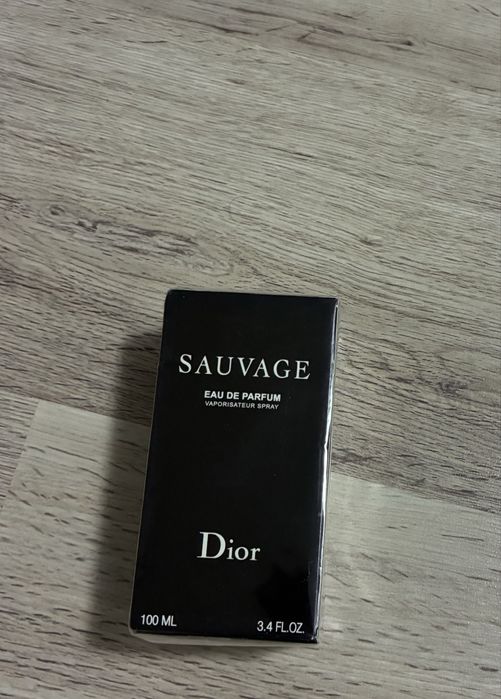 SAUVAGE
EAU DE PARFUM
VAPORISATEUR SPRAY
Dior
100 ML 3.4 FL.OZ.